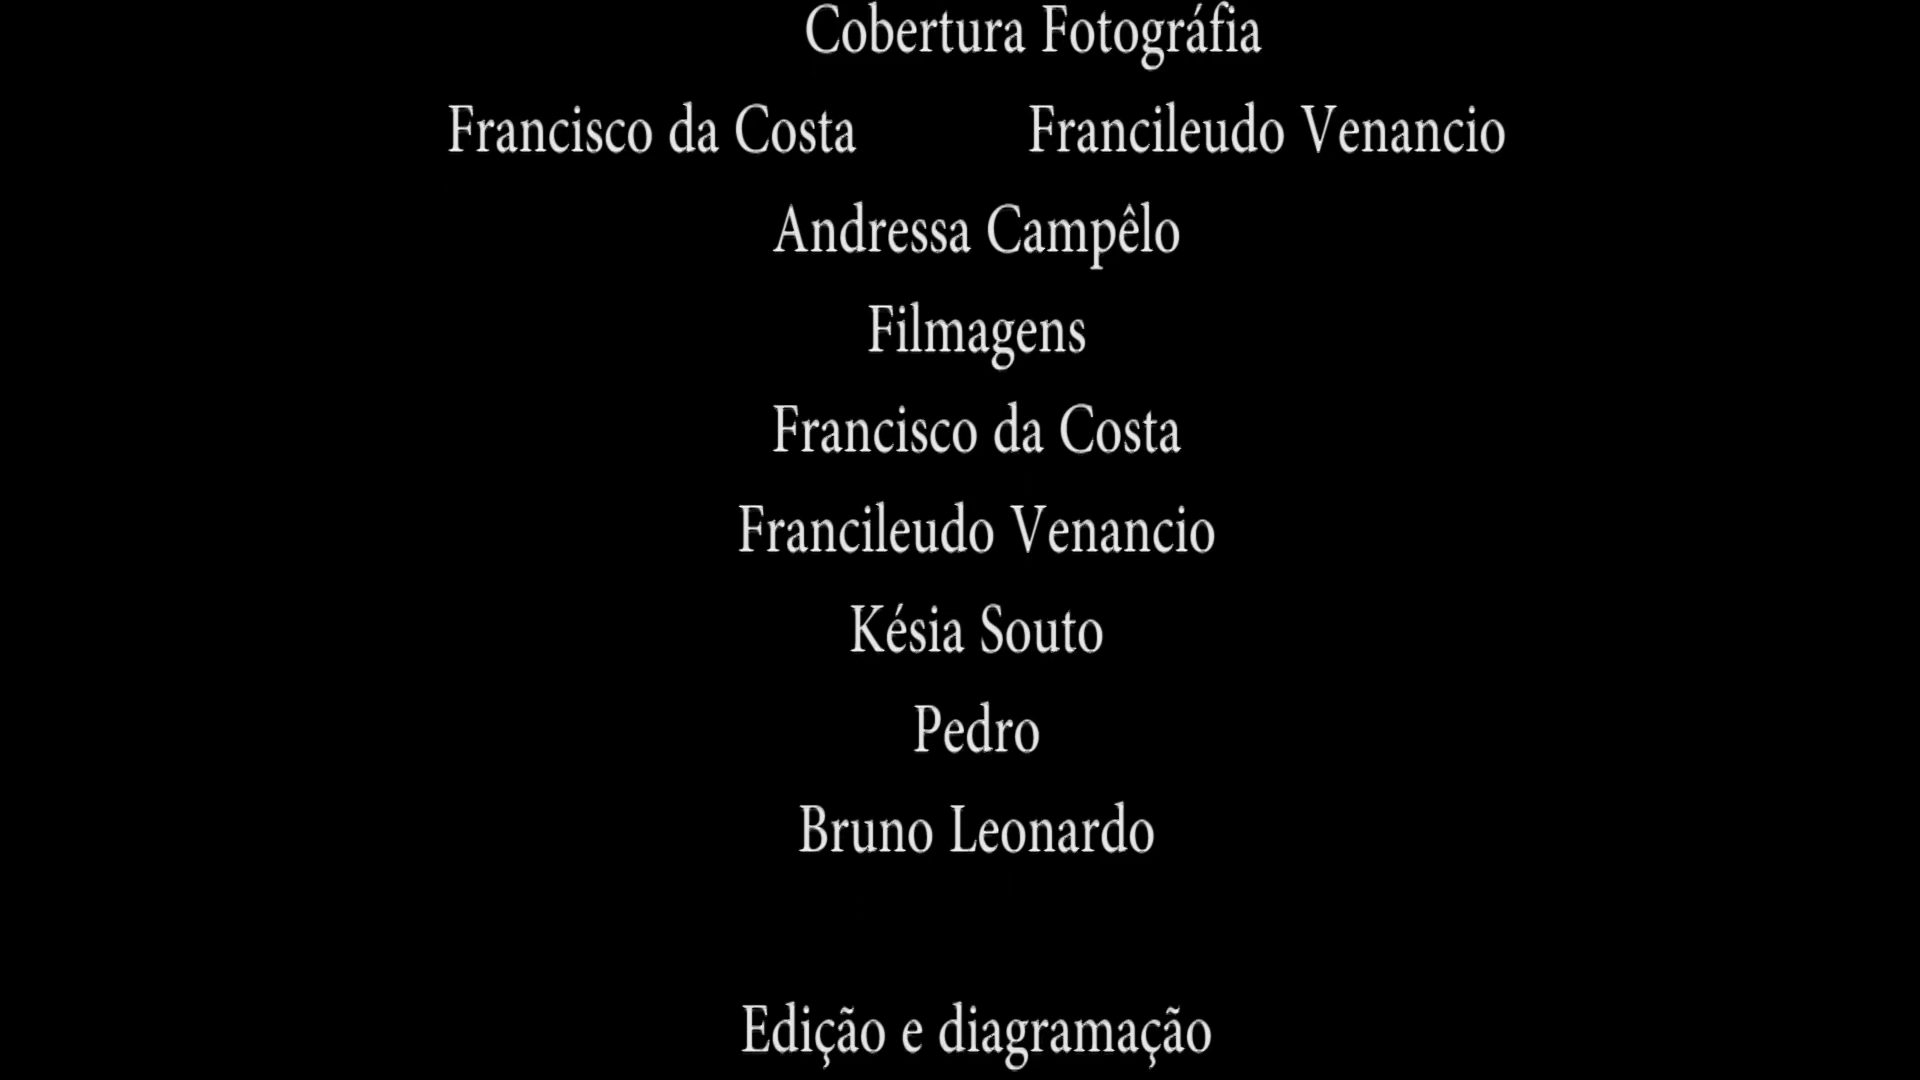 Cobertura Fotográfia
Francisco da Costa Francileudo Venancio
Andressa Campêlo
Filmagens
Francisco da Costa
Francileudo Venancio
Késia Souto
Pedro
Bruno Leonardo
Edição e diagramação